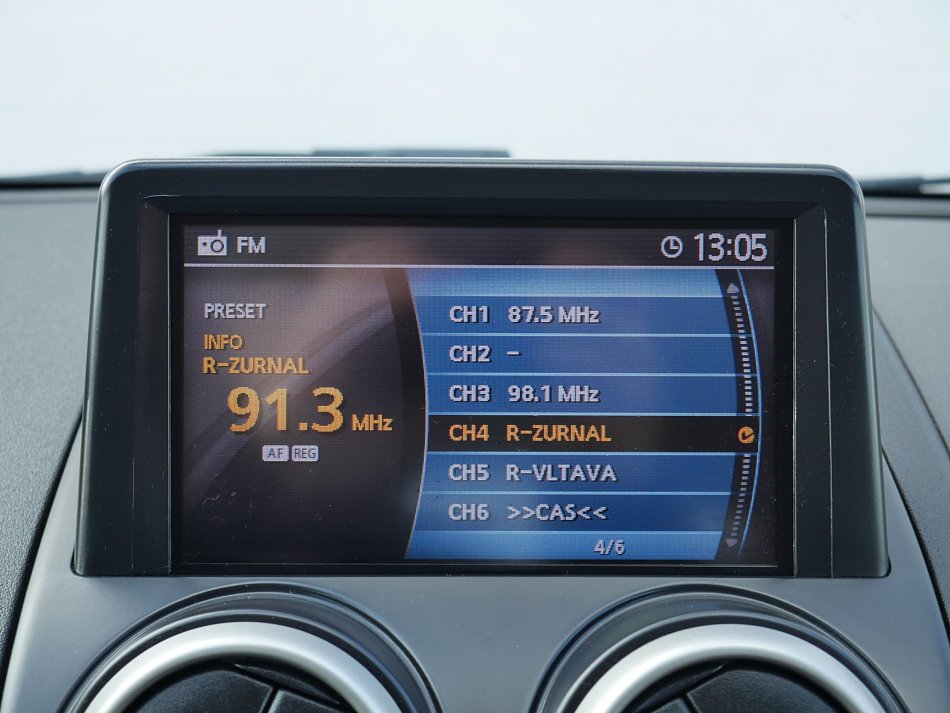 FM
13:05
PRESET
INFO
R-ZURNAL
91.3 MHz
AF REG
CH1 87.5 MHz
CH2 -
CH3 98.1 MHz
CH4 R-ZURNAL
CH5 R-VLTAVA
CH6 >>CAS<<
4/6